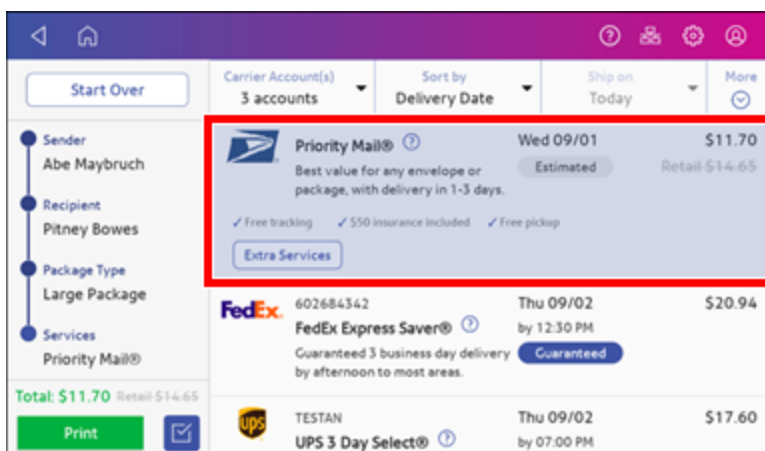 Start Over
Carrier Account(s)
3 accounts
Sort by
Delivery Date
Ship on
Today
More
Sender
Abe Maybruch
Recipient
Pitney Bowes
Package Type
Large Package
Services
Priority Mail®
Total: $11.70 Retail $14.65
Print
Priority Mail® ?
Wed 09/01
$11.70
Best value for any envelope or
package, with delivery in 1-3 days.
Estimated
Retail $14.65
✓ Free tracking ✓ $50 insurance included ✓ Free pickup
Extra Services
FedEx.
602684342
Thu 09/02
$20.94
FedEx Express Saver® ?
by 12:30 PM
Guaranteed 3 business day delivery
by afternoon to most areas.
Guaranteed
ups
TESTAN
Thu 09/02
$17.60
UPS 3 Day Select® ?
by 07:00 PM